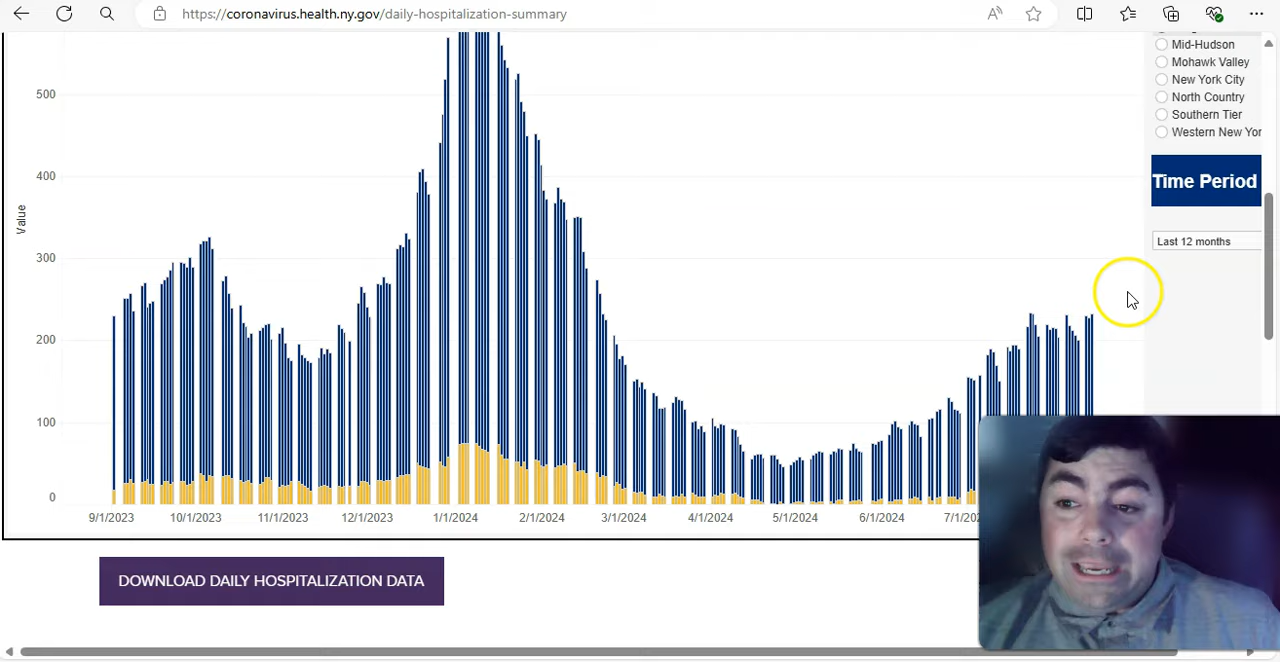 https://coronavirus.health.ny.gov/daily-hospitalization-summary
Mid-Hudson
Mohawk Valley
New York City
North Country
Southern Tier
Western New Yor
Time Period
Last 12 months
Value
500
400
300
200
100
0
9/1/2023 10/1/2023 11/1/2023 12/1/2023 1/1/2024 2/1/2024 3/1/2024 4/1/2024 5/1/2024 6/1/2024 7/1/202
DOWNLOAD DAILY HOSPITALIZATION DATA